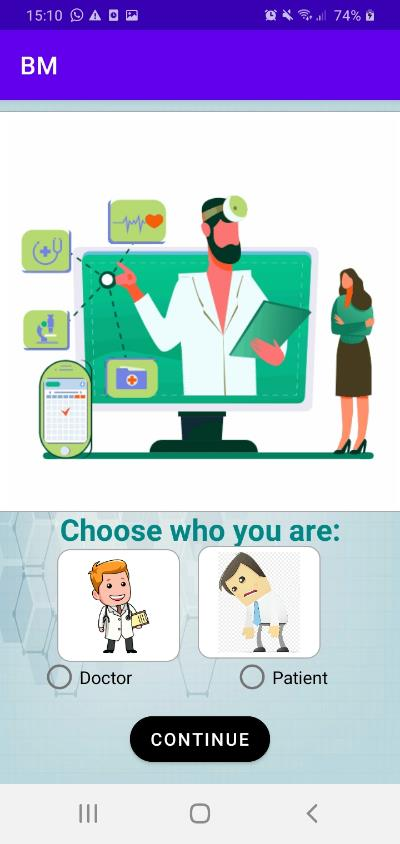 15:10 74%
BM
Choose who you are:
Doctor Patient
CONTINUE